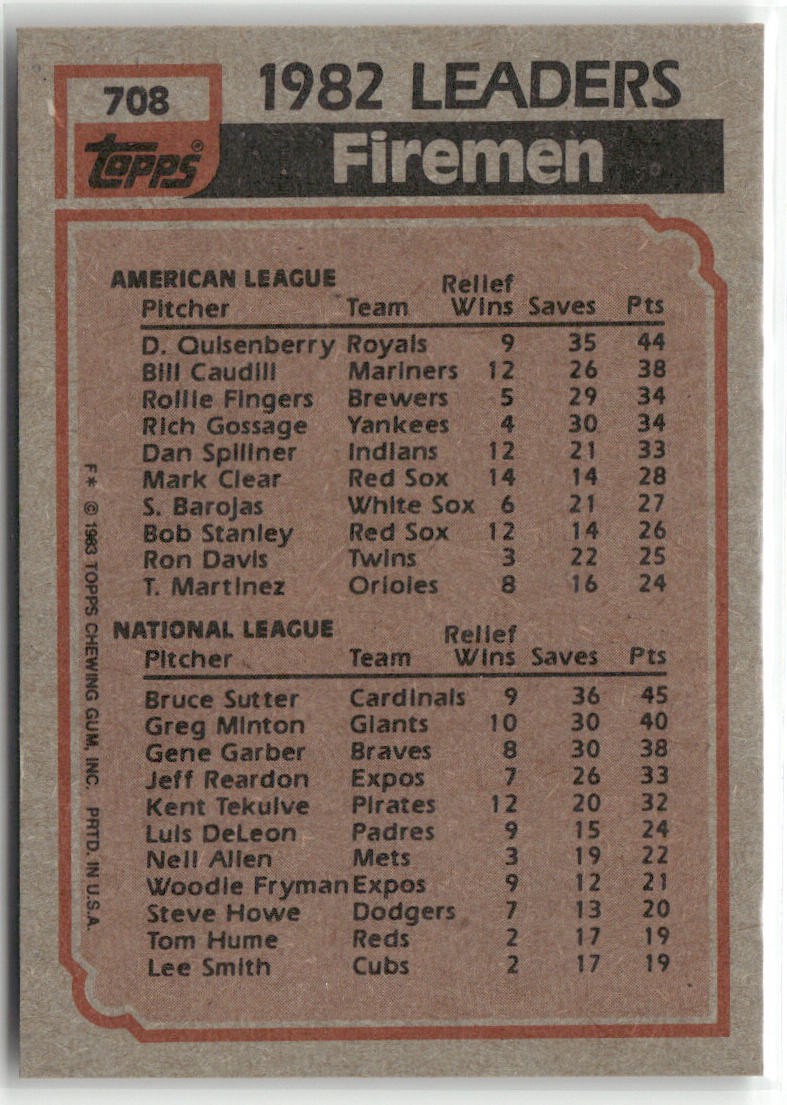 708
1982 LEADERS
Topps®
Firemen
AMERICAN LEAGUE Relief
Pitcher Team Wins Saves Pts
D. Quisenberry Royals 9 35 44
Bill Caudill Mariners 12 26 38
Rollie Fingers Brewers 5 29 34
Rich Gossage Yankees 4 30 34
Dan Spillner Indians 12 21 33
Mark Clear Red Sox 14 14 28
S. Barojas White Sox 6 21 27
Bob Stanley Red Sox 12 14 26
Ron Davis Twins 3 22 25
T. Martinez Orioles 8 16 24
NATIONAL LEAGUE Relief
Pitcher Team Wins Saves Pts
Bruce Sutter Cardinals 9 36 45
Greg Minton Giants 10 30 40
Gene Garber Braves 8 30 38
Jeff Reardon Expos 7 26 33
Kent Tekulve Pirates 12 20 32
Luis DeLeon Padres 9 15 24
Neil Allen Mets 3 19 22
Woodie Fryman Expos 9 12 21
Steve Howe Dodgers 7 13 20
Tom Hume Reds 2 17 19
Lee Smith Cubs 2 17 19
F* © 1983 TOPPS CHEWING GUM, INC. PRTD. IN U.S.A.